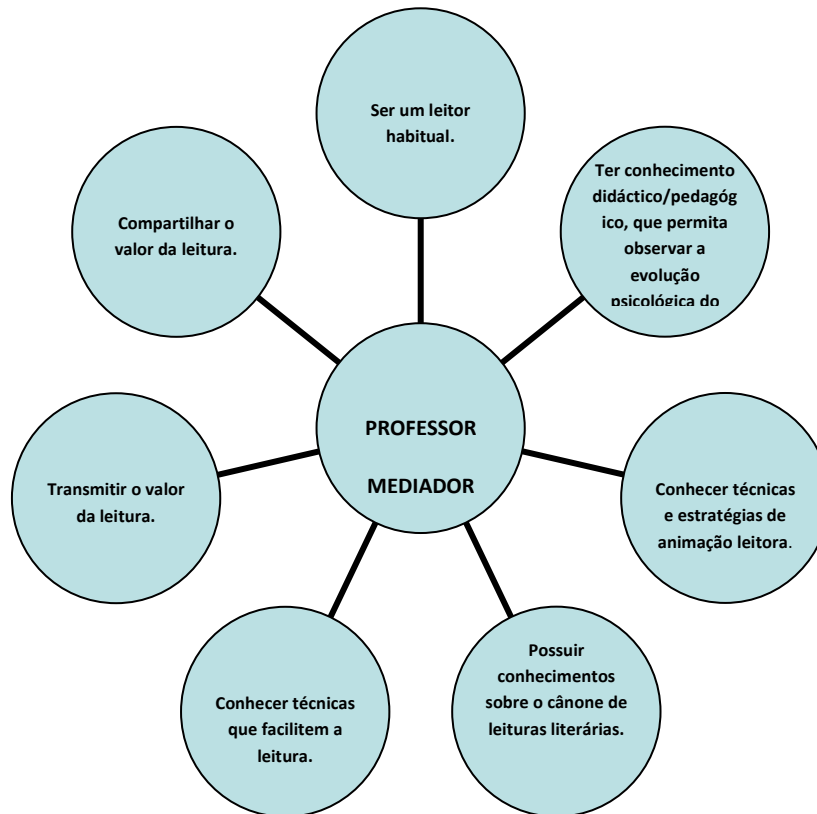 Ser um leitor
habitual.
Ter conhecimento
didáctico/pedagóg
ico, que permita
observar a
evolução
psicológica do
Compartilhar o
valor da leitura.
PROFESSOR
MEDIADOR
Transmitir o valor
da leitura.
Conhecer técnicas
e estratégias de
animação leitora.
Conhecer técnicas
que facilitem a
leitura.
Possuir
conhecimentos
sobre o cânone de
leituras literárias.